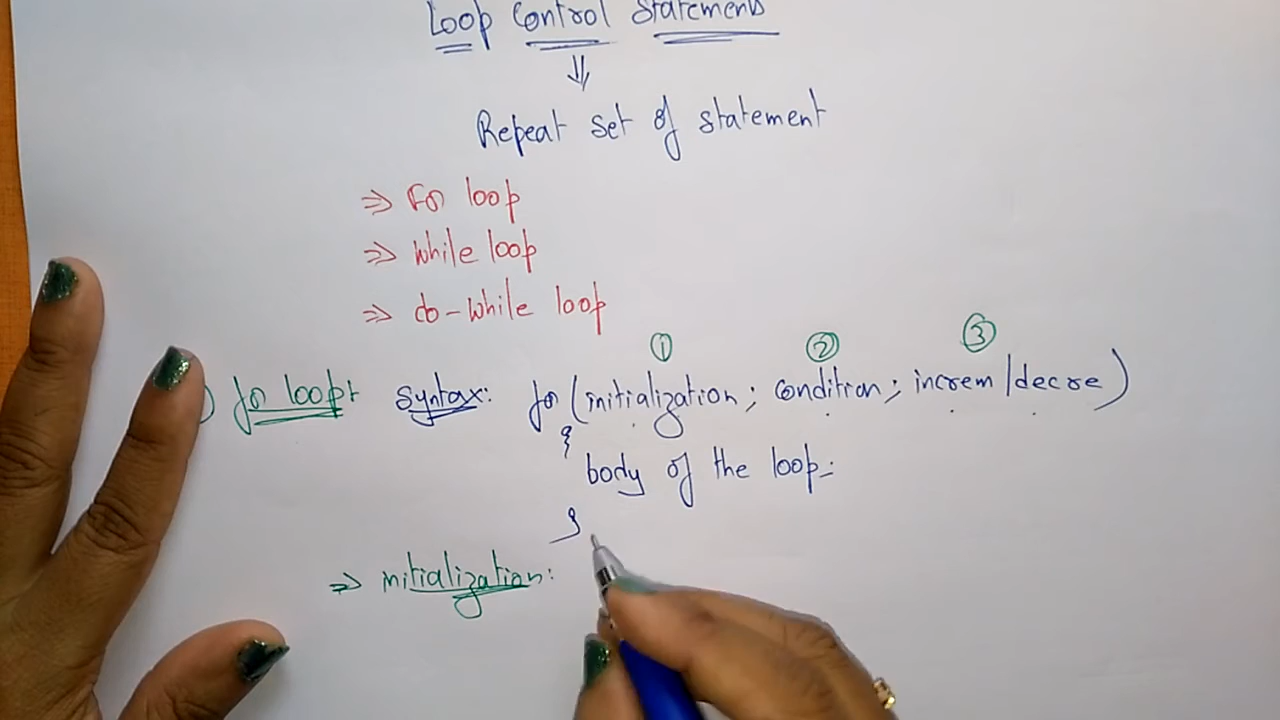 Loop Control Statements
⇓
Repeat set of statement
⇒ For loop
⇒ while loop
⇒ do-while loop
① ② ③
) for loop: syntax: for (initialization; condition; increm/decre)
{
body of the loop;
}
⇒ initialization: